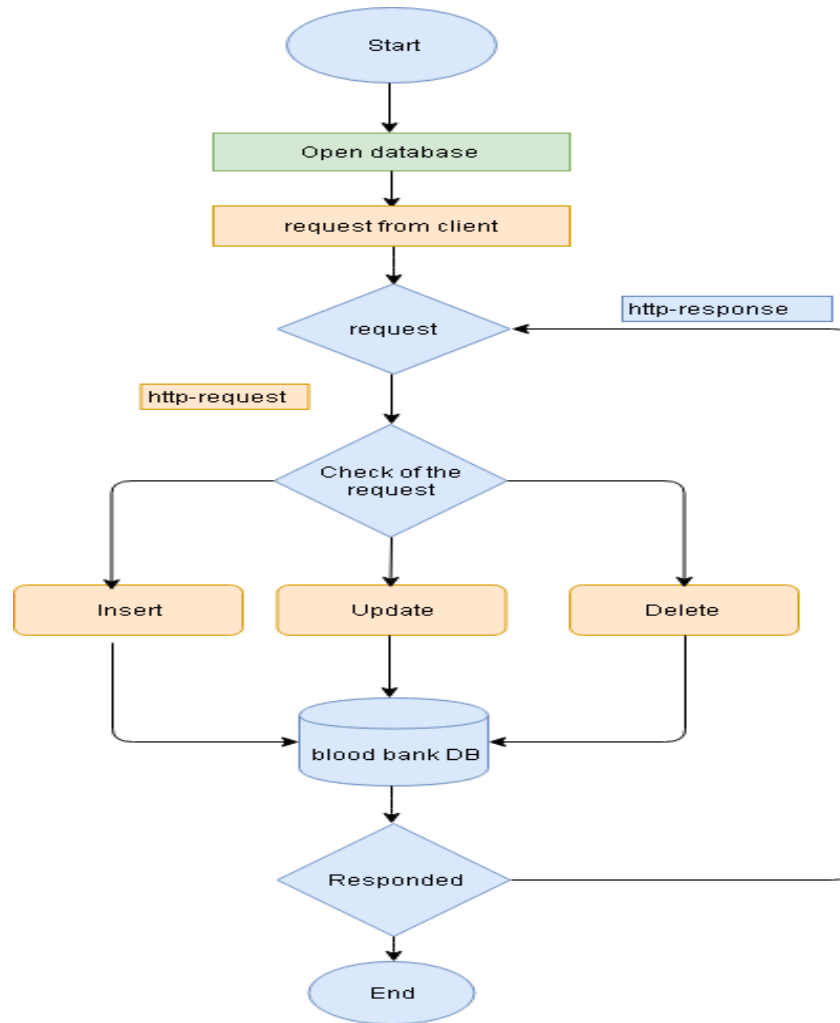 Start
Open database
request from client
request
http-response
http-request
Check of the
request
Insert
Update
Delete
blood bank DB
Responded
End